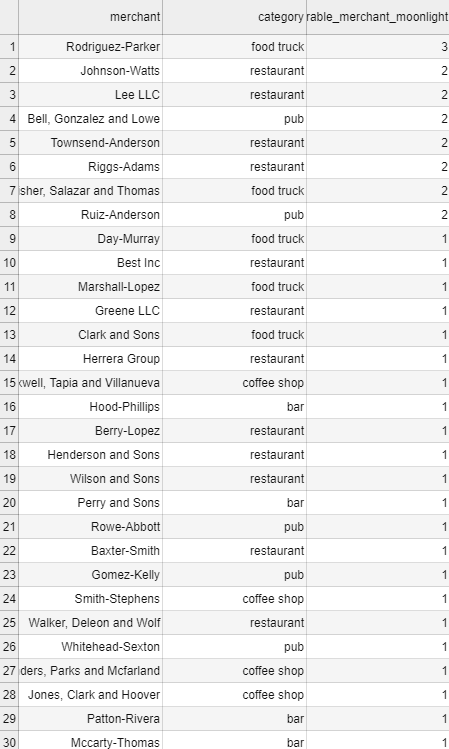 merchant category rable_merchant_moonlight
1 Rodriguez-Parker food truck 3
2 Johnson-Watts restaurant 2
3 Lee LLC restaurant 2
4 Bell, Gonzalez and Lowe pub 2
5 Townsend-Anderson restaurant 2
6 Riggs-Adams restaurant 2
7 sher, Salazar and Thomas food truck 2
8 Ruiz-Anderson pub 2
9 Day-Murray food truck 1
10 Best Inc restaurant 1
11 Marshall-Lopez food truck 1
12 Greene LLC restaurant 1
13 Clark and Sons food truck 1
14 Herrera Group restaurant 1
15 kwell, Tapia and Villanueva coffee shop 1
16 Hood-Phillips bar 1
17 Berry-Lopez restaurant 1
18 Henderson and Sons restaurant 1
19 Wilson and Sons restaurant 1
20 Perry and Sons bar 1
21 Rowe-Abbott pub 1
22 Baxter-Smith restaurant 1
23 Gomez-Kelly pub 1
24 Smith-Stephens coffee shop 1
25 Walker, Deleon and Wolf restaurant 1
26 Whitehead-Sexton pub 1
27 ders, Parks and Mcfarland coffee shop 1
28 Jones, Clark and Hoover coffee shop 1
29 Patton-Rivera bar 1
30 Mccarty-Thomas bar 1